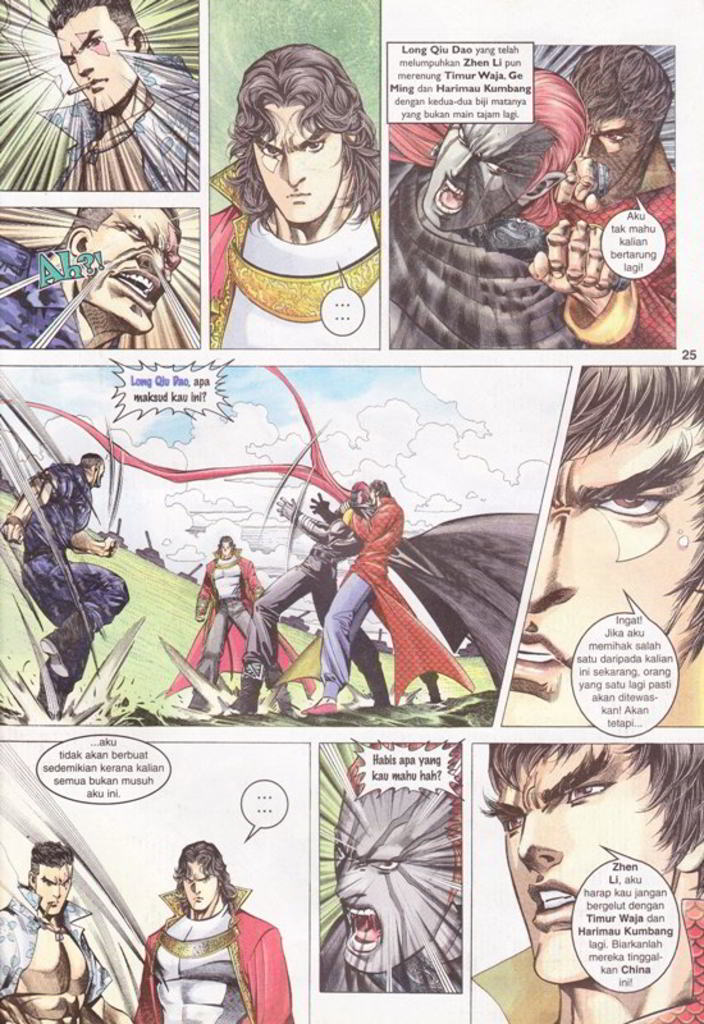 Long Qiu Dao yang telah
melumpuhkan Zhen Li pun
merenung Timur Waja, Ge
Ming dan Harimau Kumbang
dengan kedua-dua biji matanya
yang bukan main tajam lagi.
Ah?!
...
...
Aku
tak mahu
kalian
bertarung
lagi!
25
Long Qiu Dao, apa
maksud kau ini?
Ingat!
Jika aku
memihak salah
satu daripada kalian
ini sekarang, orang
yang satu lagi pasti
akan ditewas-
kan! Akan
tetapi...
...aku
tidak akan berbuat
sedemikian kerana kalian
semua bukan musuh
aku ini.
...
...
Habis apa yang
kau mahu hah?
Zhen
Li, aku
harap kau jangan
bergelut dengan
Timur Waja dan
Harimau Kumbang
lagi. Biarkanlah
mereka tinggal-
kan China
ini!